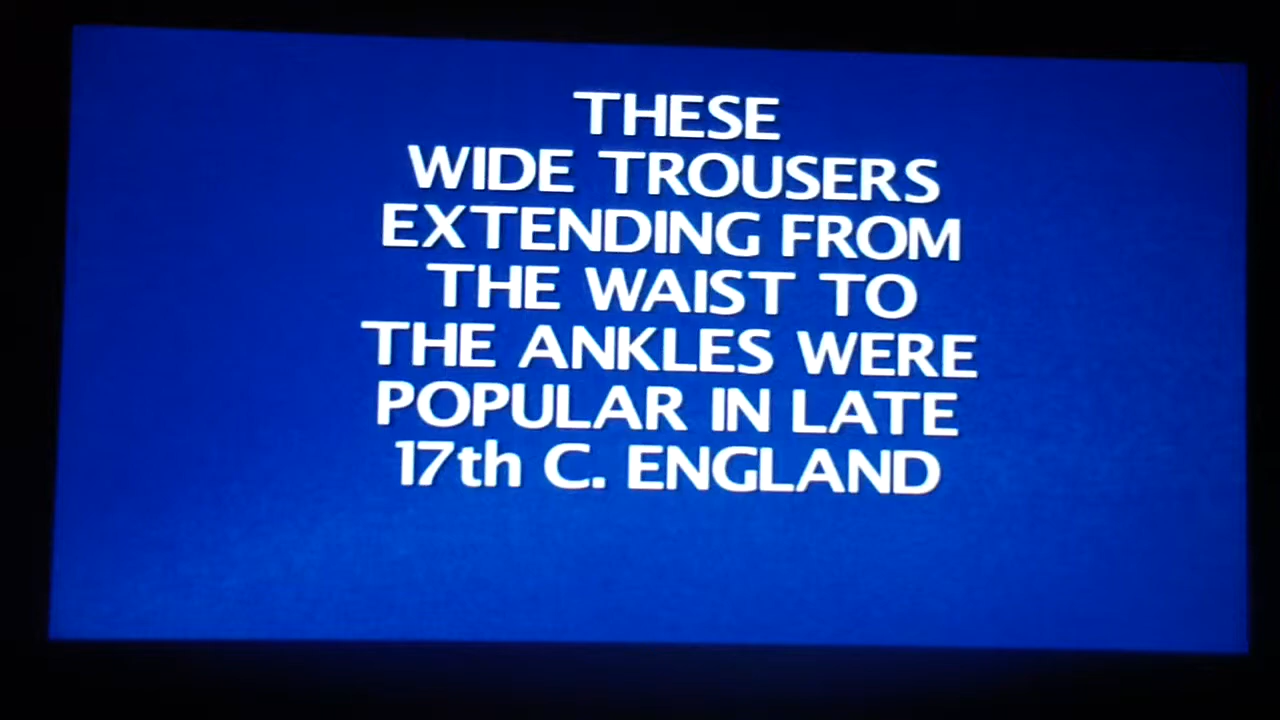 THESE
WIDE TROUSERS
EXTENDING FROM
THE WAIST TO
THE ANKLES WERE
POPULAR IN LATE
17th C. ENGLAND